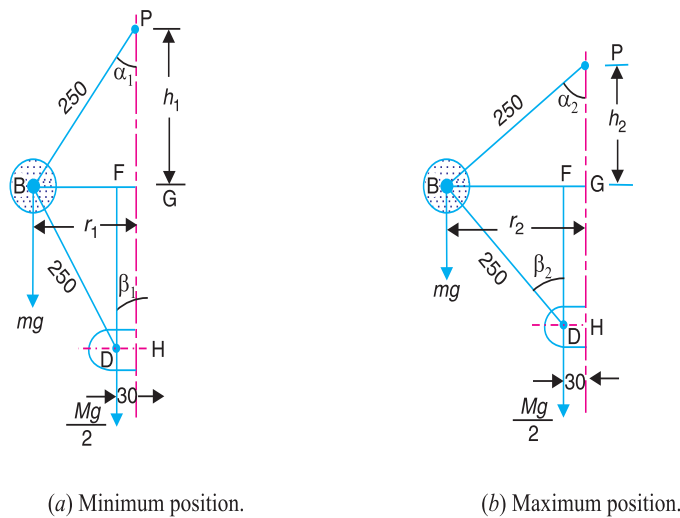 P
α₁
250
h₁
B
F
G
r₁
250
β₁
mg
D
H
30
Mg
2
(a) Minimum position.
P
α₂
250
h₂
B
F
G
r₂
250
β₂
mg
D
H
30
Mg
2
(b) Maximum position.